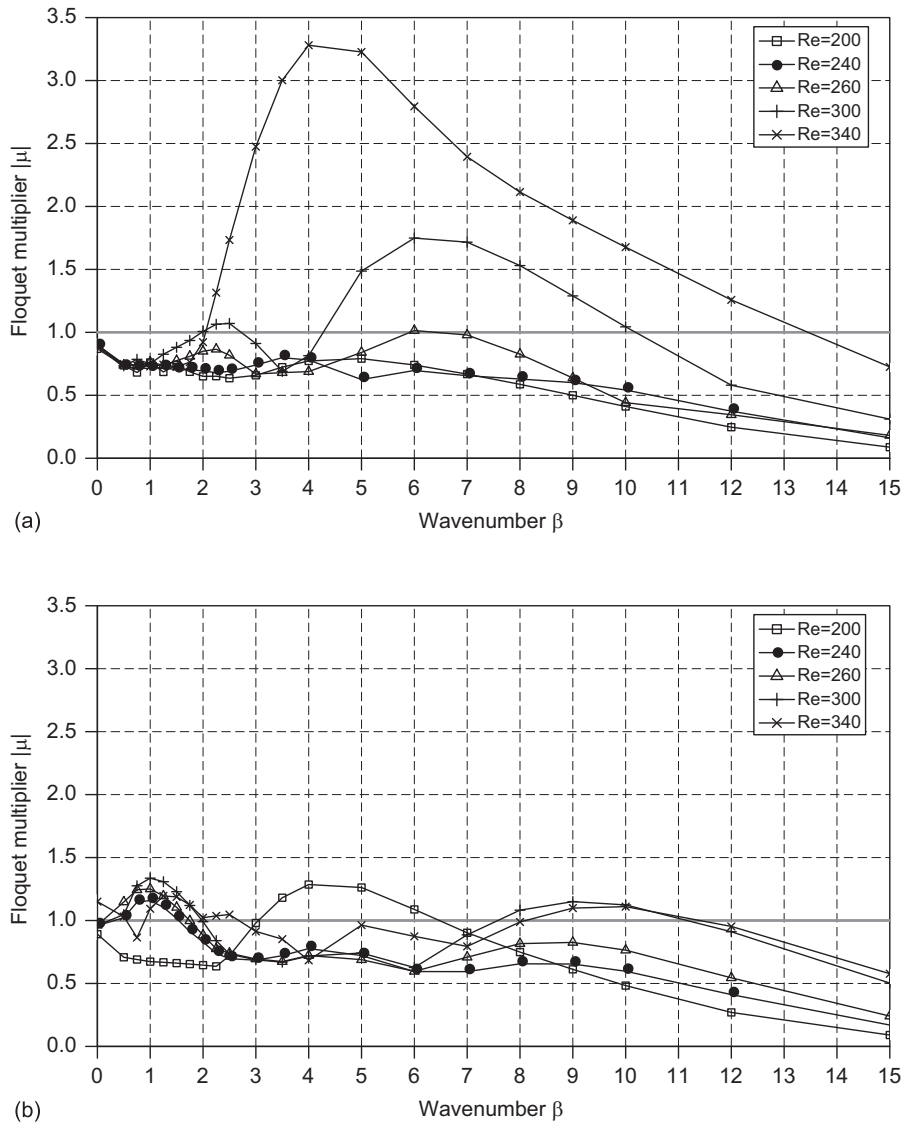 3.5
3.0
2.5
2.0
1.5
1.0
0.5
0.0
Floquet multiplier |μ|
Re=200
Re=240
Re=260
Re=300
Re=340
0 1 2 3 4 5 6 7 8 9 10 11 12 13 14 15
Wavenumber β
(a)
3.5
3.0
2.5
2.0
1.5
1.0
0.5
0.0
Floquet multiplier |μ|
Re=200
Re=240
Re=260
Re=300
Re=340
0 1 2 3 4 5 6 7 8 9 10 11 12 13 14 15
Wavenumber β
(b)